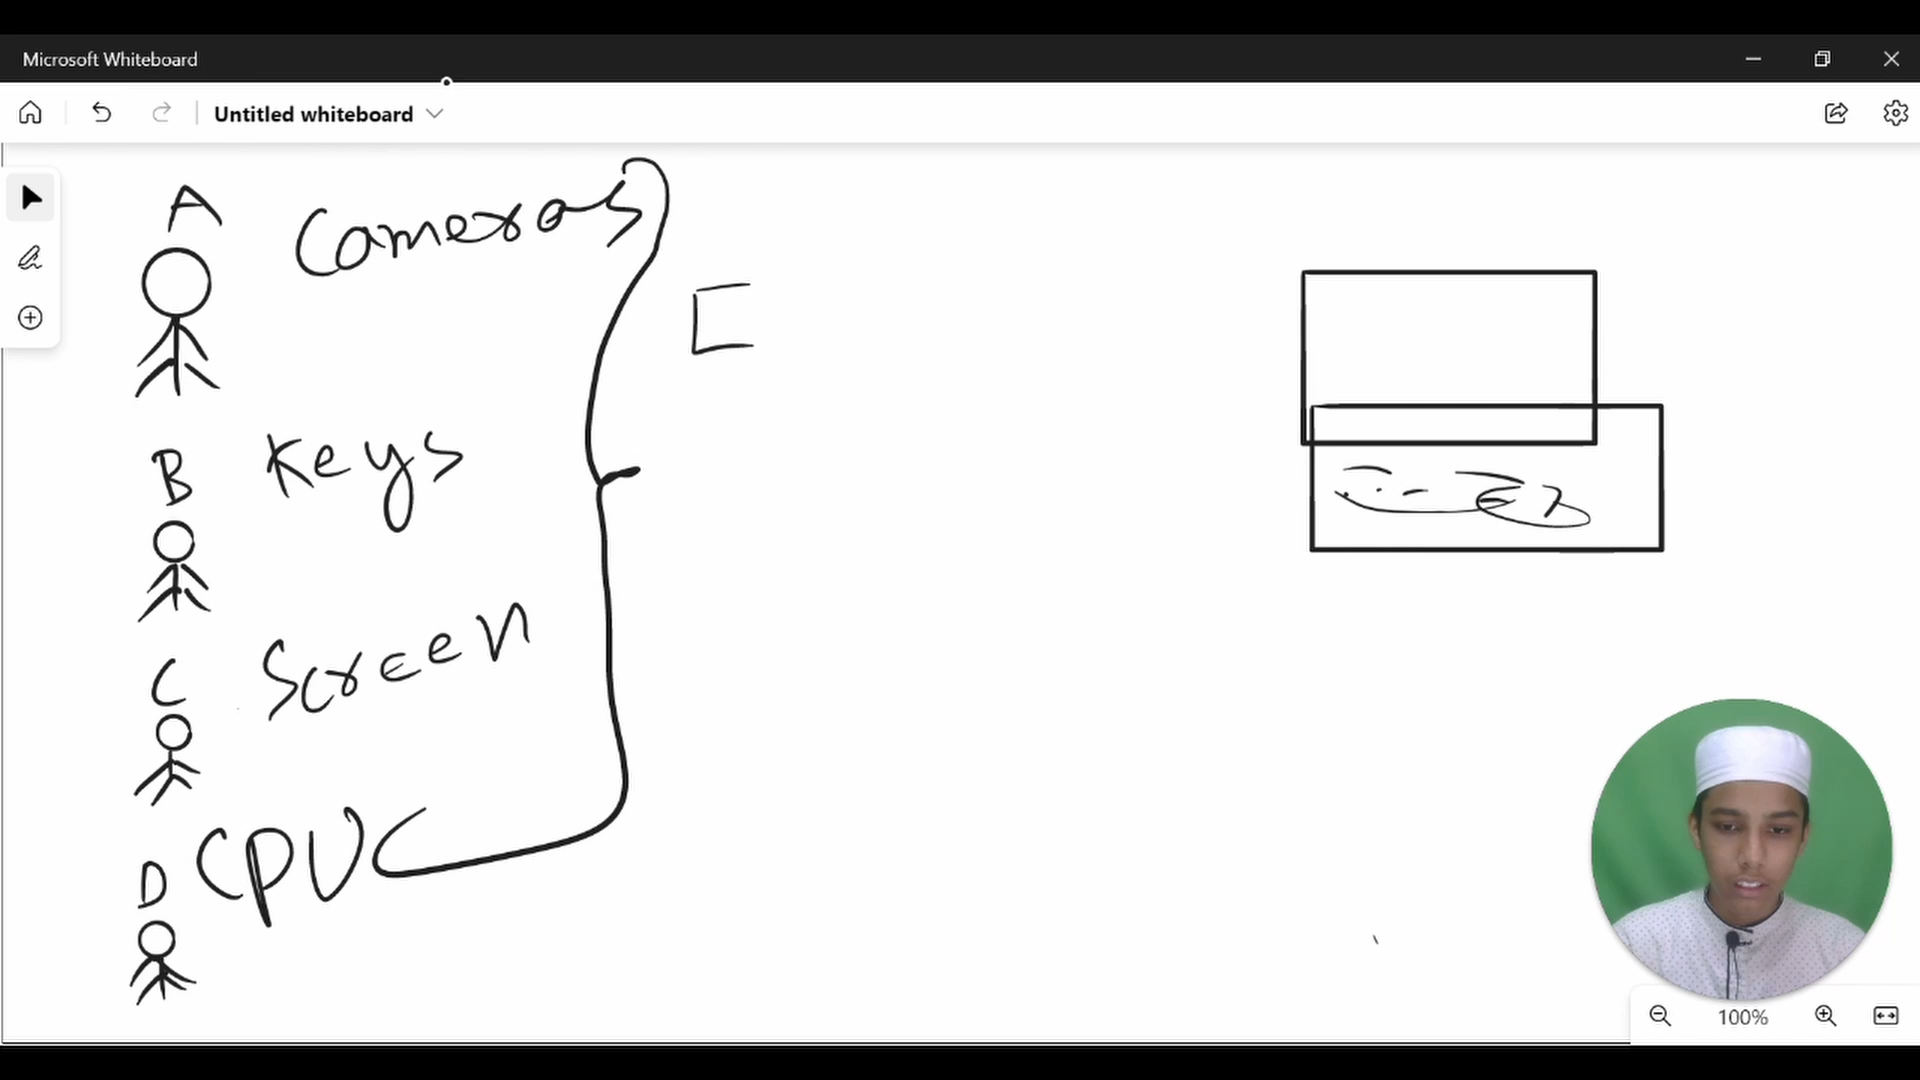 Microsoft Whiteboard
Untitled whiteboard
A
Cameras
B
Keys
C
Screen
D
CPU
100%